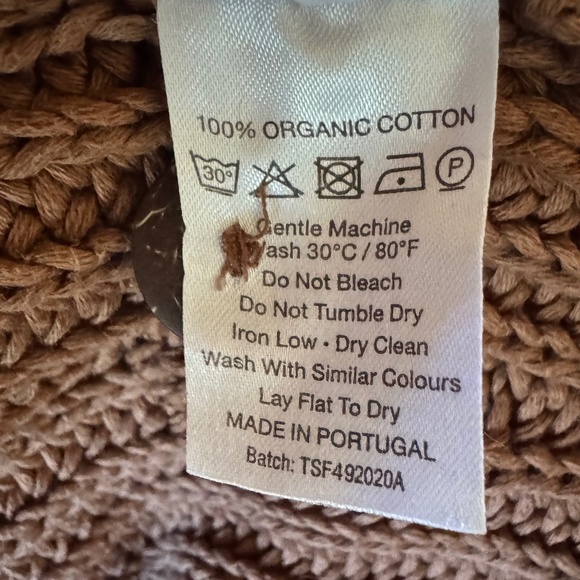 100% ORGANIC COTTON
30° P
Gentle Machine
Wash 30°C / 80°F
Do Not Bleach
Do Not Tumble Dry
Iron Low · Dry Clean
Wash With Similar Colours
Lay Flat To Dry
MADE IN PORTUGAL
Batch: TSF492020A